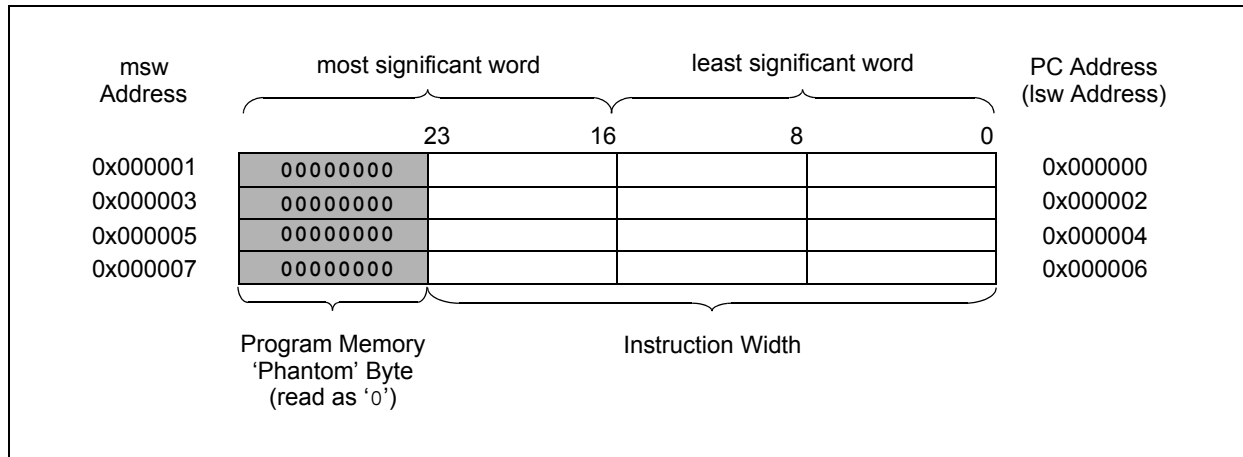 msw
Address
most significant word
least significant word
PC Address
(lsw Address)
23
16
8
0
0x000001
00000000
0x000000
0x000003
00000000
0x000002
0x000005
00000000
0x000004
0x000007
00000000
0x000006
Program Memory
‘Phantom’ Byte
(read as ‘0’)
Instruction Width